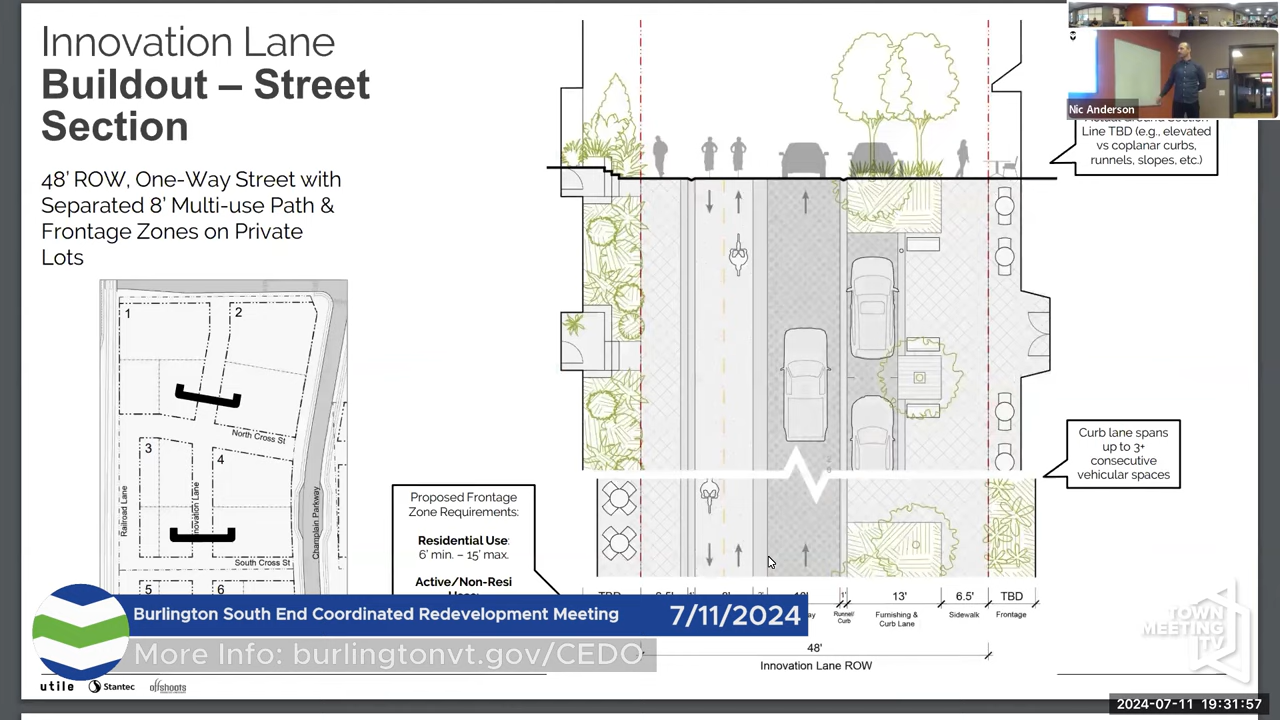 Innovation Lane
Buildout – Street
Section
48' ROW, One-Way Street with
Separated 8' Multi-use Path &
Frontage Zones on Private
Lots
Nic Anderson
Line TBD (e.g., elevated
vs coplanar curbs,
runnels, slopes, etc.)
Curb lane spans
up to 3+
consecutive
vehicular spaces
1
2
North Cross St
3
4
Railroad Lane
Innovation Lane
Champlain Parkway
South Cross St
5
6
Proposed Frontage
Zone Requirements:
Residential Use:
6' min. – 15' max.
Active/Non-Resi
1'
13'
6.5'
TBD
Runnel/
Curb
Furnishing &
Curb Lane
Sidewalk
Frontage
48'
Innovation Lane ROW
Burlington South End Coordinated Redevelopment Meeting
7/11/2024
More Info: burlingtonvt.gov/CEDO
TOWN
MEETING
TV
utile
Stantec
offshoots
2024-07-11 19:31:57